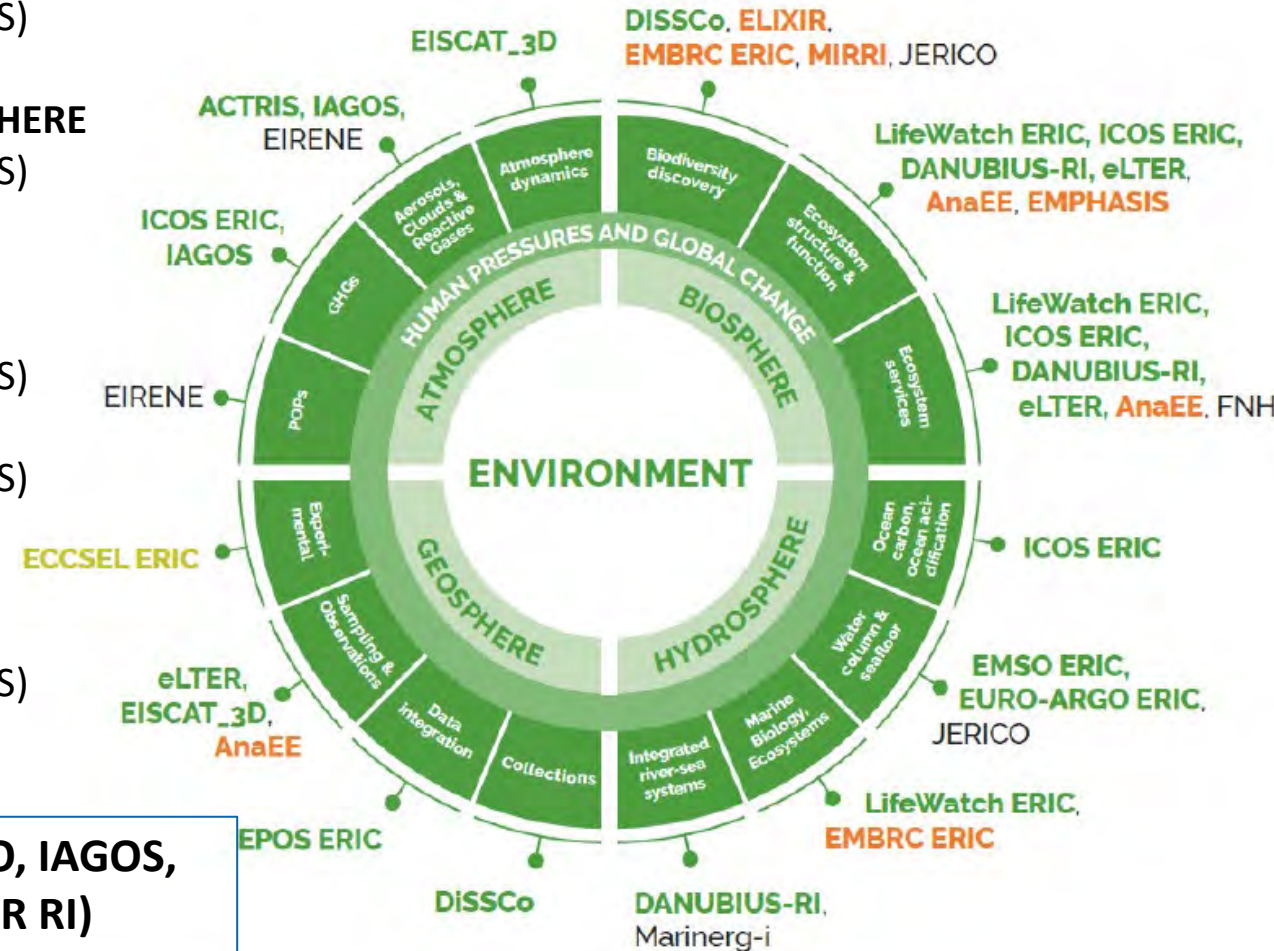 S)
HERE
S)
S)
S)
S)
O, IAGOS,
R RI)
EISCAT_3D
DiSSCo, ELIXIR,
EMBRC ERIC, MIRRI, JERICO
ACTRIS, IAGOS,
EIRENE
LifeWatch ERIC, ICOS ERIC,
DANUBIUS-RI, eLTER,
AnaEE, EMPHASIS
ICOS ERIC,
IAGOS
LifeWatch ERIC,
ICOS ERIC,
DANUBIUS-RI,
eLTER, AnaEE, FNH
EIRENE
ECCSEL ERIC
ICOS ERIC
eLTER,
EISCAT_3D,
AnaEE
EMSO ERIC,
EURO-ARGO ERIC,
JERICO
EPOS ERIC
LifeWatch ERIC,
EMBRC ERIC
DiSSCo
DANUBIUS-RI,
Marinerg-i
Atmosphere
dynamics
Aerosols,
Clouds &
Reactive
Gases
GHGs
POPs
Biodiversity
discovery
Ecosystem
structure &
function
Ecosystem
services
Ocean
carbon,
ocean aci-
dification
Water
column &
seafloor
Marine
Biology,
Ecosystems
Integrated
river-sea
systems
Collections
Data
integration
Sampling &
Observations
Experi-
mental
HUMAN PRESSURES AND GLOBAL CHANGE
ATMOSPHERE
BIOSPHERE
ENVIRONMENT
GEOSPHERE
HYDROSPHERE